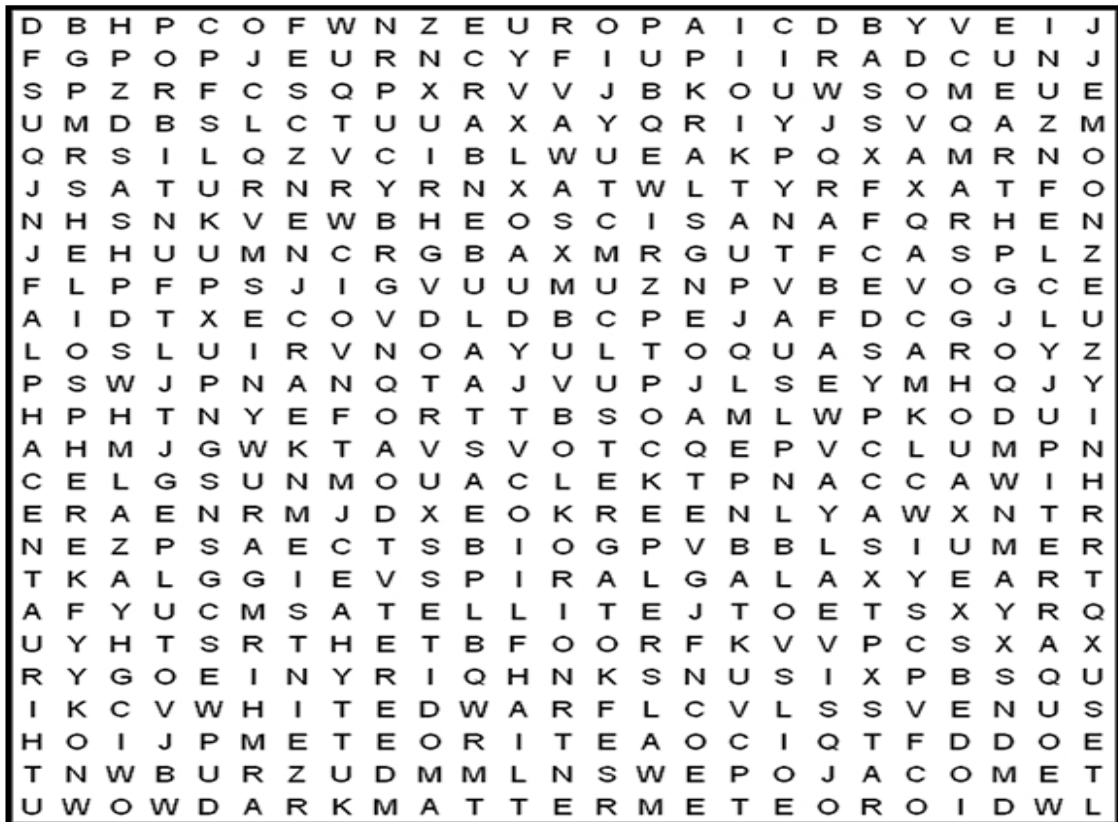 D B H P C O F W N Z E U R O P A I C D B Y V E I J
F G P O P J E U R N C Y F I U P I I R A D C U N J
S P Z R F C S Q P X R V V J B K O U W S O M E U E
U M D B S L C T U U A X A Y Q R I Y J S V Q A Z M
Q R S I L Q Z V C I B L W U E A K P Q X A M R N O
J S A T U R N R Y R N X A T W L T Y R F X A T F O
N H S N K V E W B H E O S C I S A N A F Q R H E N
J E H U U M N C R G B A X M R G U T F C A S P L Z
F L P F P S J I G V U U M U Z N P V B E V O G C E
A I D T X E C O V D L D B C P E J A F D C G J L U
L O S L U I R V N O A Y U L T O Q U A S A R O Y Z
P S W J P N A N Q T A J V U P J L S E Y M H Q J Y
H P H T N Y E F O R T T B S O A M L W P K O D U I
A H M J G W K T A V S V O T C Q E P V C L U M P N
C E L G S U N M O U A C L E K T P N A C C A W I H
E R A E N R M J D X E O K R E E N L Y A W X N T R
N E Z P S A E C T S B I O G P V B B L S I U M E R
T K A L G G I E V S P I R A L G A L A X Y E A R T
A F Y U C M S A T E L L I T E J T O E T S X Y R Q
U Y H T S R T H E T B F O O R F K V V P C S X A X
R Y G O E I N Y R I Q H N K S N U S I X P B S Q U
I K C V W H I T E D W A R F L C V L S S V E N U S
H O I J P M E T E O R I T E A O C I Q T F D D O E
T N W B U R Z U D M M L N S W E P O J A C O M E T
U W O W D A R K M A T T E R M E T E O R O I D W L